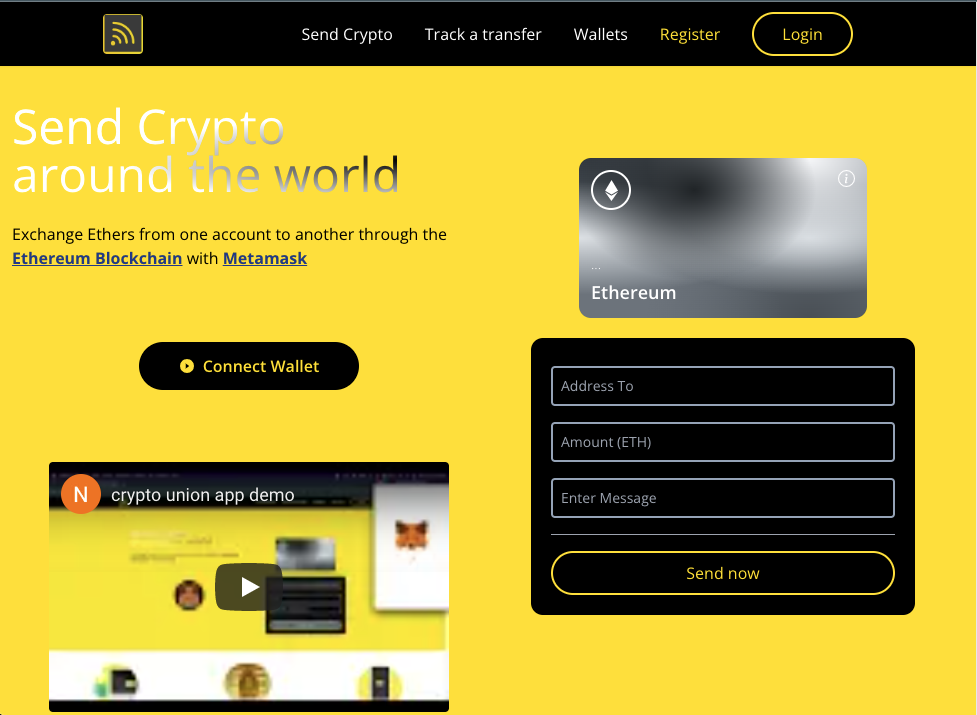 Send Crypto
Track a transfer
Wallets
Register
Login
Send Crypto
around the world
Exchange Ethers from one account to another through the
Ethereum Blockchain with Metamask
Connect Wallet
N
crypto union app demo
...
Ethereum
Address To
Amount (ETH)
Enter Message
Send now